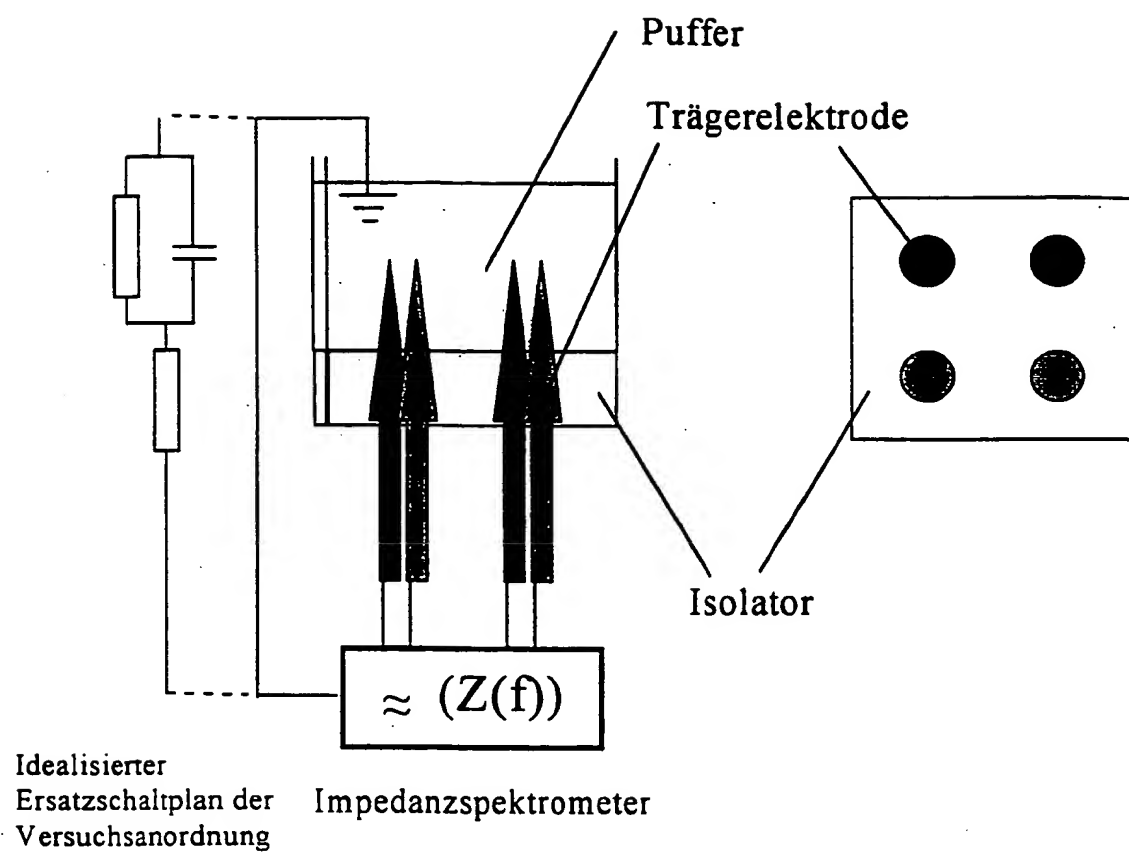 Puffer
Trägerelektrode
Isolator
≈ (Z(f))
Idealisierter
Ersatzschaltplan der
Versuchsanordnung
Impedanzspektrometer